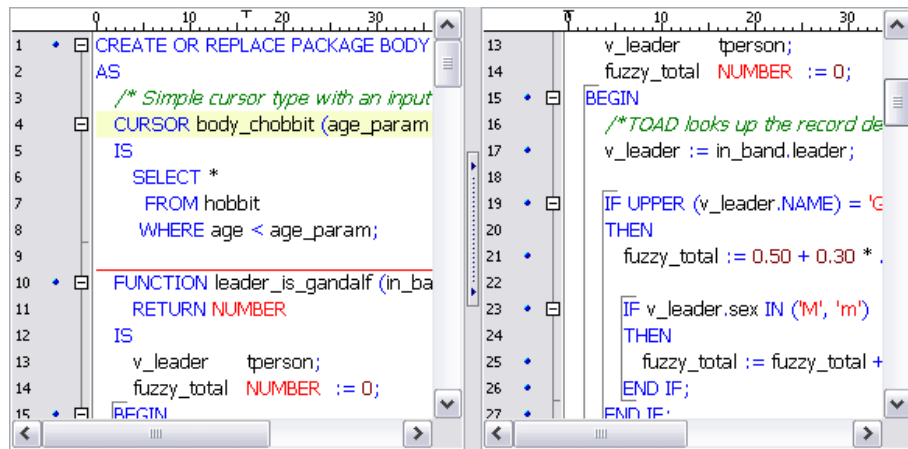 0 10 20 30
1 CREATE OR REPLACE PACKAGE BODY
2 AS
3 /* Simple cursor type with an input
4 CURSOR body_chobbit (age_param
5 IS
6 SELECT *
7 FROM hobbit
8 WHERE age < age_param;
9
10 FUNCTION leader_is_gandalf (in_ba
11 RETURN NUMBER
12 IS
13 v_leader tperson;
14 fuzzy_total NUMBER := 0;
15 BEGIN
0 10 20 30
13 v_leader tperson;
14 fuzzy_total NUMBER := 0;
15 BEGIN
16 /*TOAD looks up the record de
17 v_leader := in_band.leader;
18
19 IF UPPER (v_leader.NAME) = 'G
20 THEN
21 fuzzy_total := 0.50 + 0.30 * .
22
23 IF v_leader.sex IN ('M', 'm')
24 THEN
25 fuzzy_total := fuzzy_total +
26 END IF;
27 END IF;